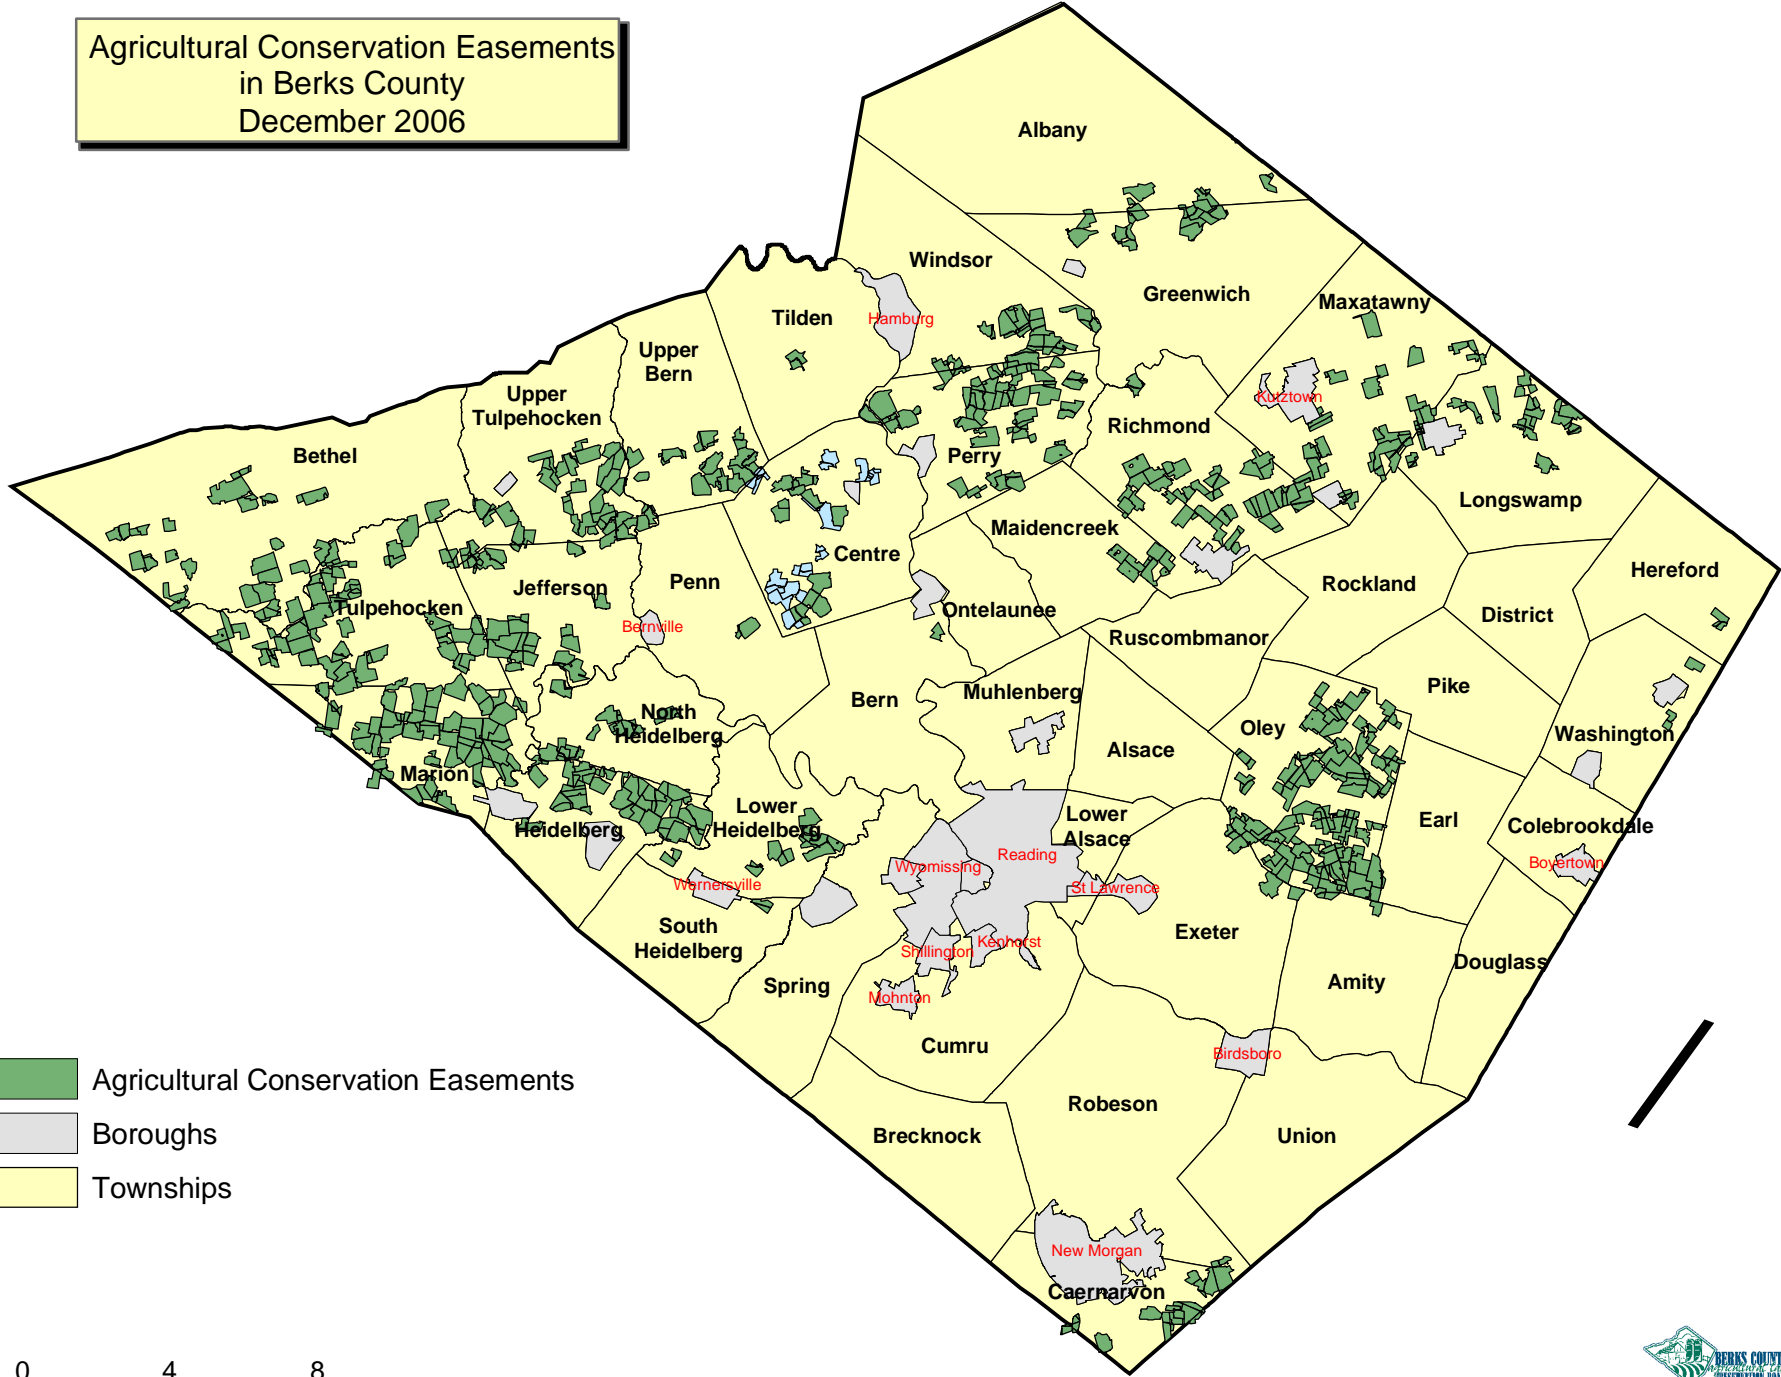 Agricultural Conservation Easements
in Berks County
December 2006
Albany
Windsor
Greenwich
Maxatawny
Tilden
Hamburg
Upper
Bern
Upper
Tulpehocken
Kutztown
Richmond
Bethel
Perry
Longswamp
Maidencreek
Centre
Hereford
Penn
Jefferson
Rockland
Tulpehocken
Ontelaunee
District
Bernville
Ruscombmanor
Pike
Muhlenberg
Bern
North
Heidelberg
Oley
Washington
Alsace
Marion
Lower
Heidelberg
Lower
Alsace
Earl
Colebrookdale
Heidelberg
Reading
Boyertown
Wyomissing
Wernersville
St Lawrence
South
Heidelberg
Exeter
Kenhorst
Shillington
Douglass
Spring
Amity
Mohnton
Cumru
Birdsboro
Agricultural Conservation Easements
Robeson
Boroughs
Brecknock
Union
Townships
New Morgan
Caernarvon
0 4 8
BERKS COUNT